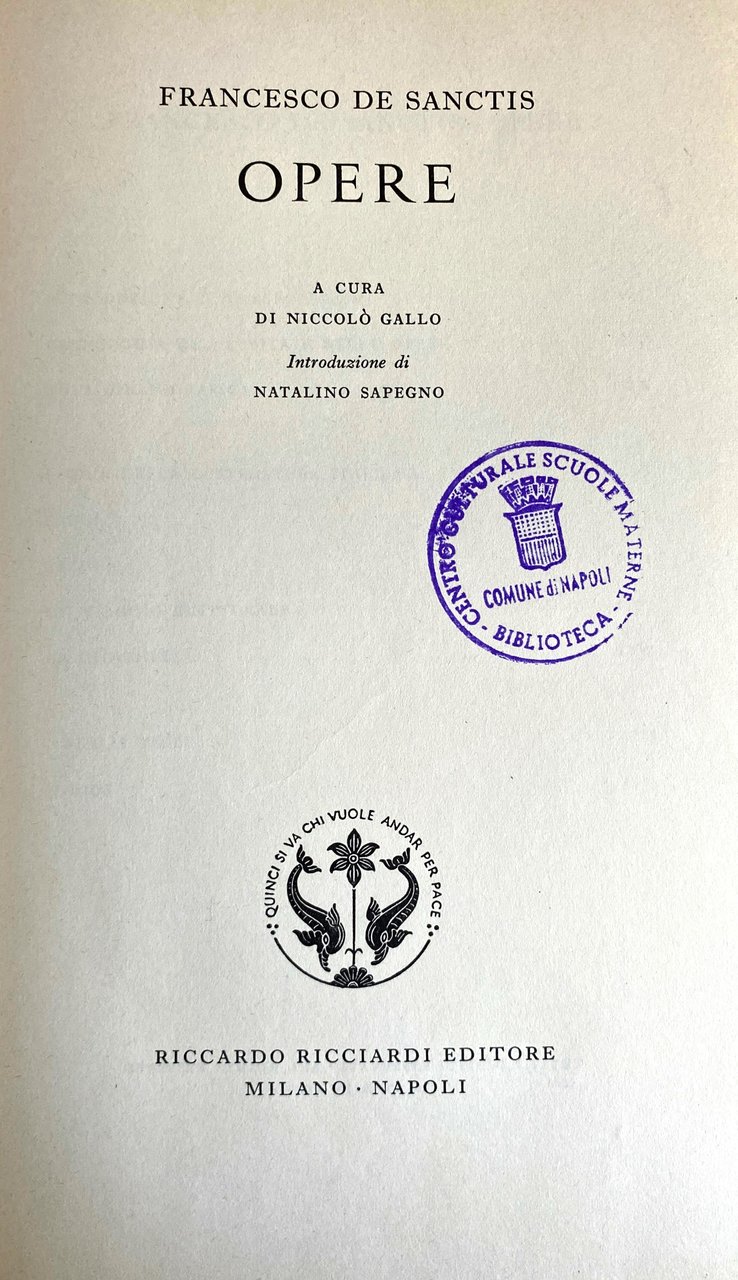 FRANCESCO DE SANCTIS
OPERE
A CURA
DI NICCOLÒ GALLO
Introduzione di
NATALINO SAPEGNO
- CENTRO CULTURALE SCUOLE MATERNE -
COMUNE di NAPOLI
BIBLIOTECA
QUINCI SI VA CHI VUOLE ANDAR PER PACE
RICCARDO RICCIARDI EDITORE
MILANO · NAPOLI